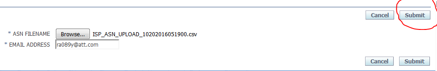 Cancel Submit
* ASN FILENAME Browse... ISP_ASN_UPLOAD_10202016051900.csv
* EMAIL ADDRESS ra989y@att.com
Cancel Submit